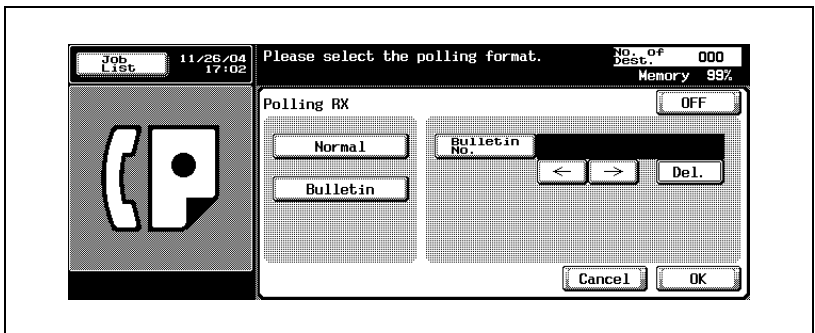 Job List 11/26/04 17:02
Please select the polling format.
No. of Dest. 000
Memory 99%
Polling RX
OFF
Normal
Bulletin
Bulletin No.
← →
Del.
Cancel
OK